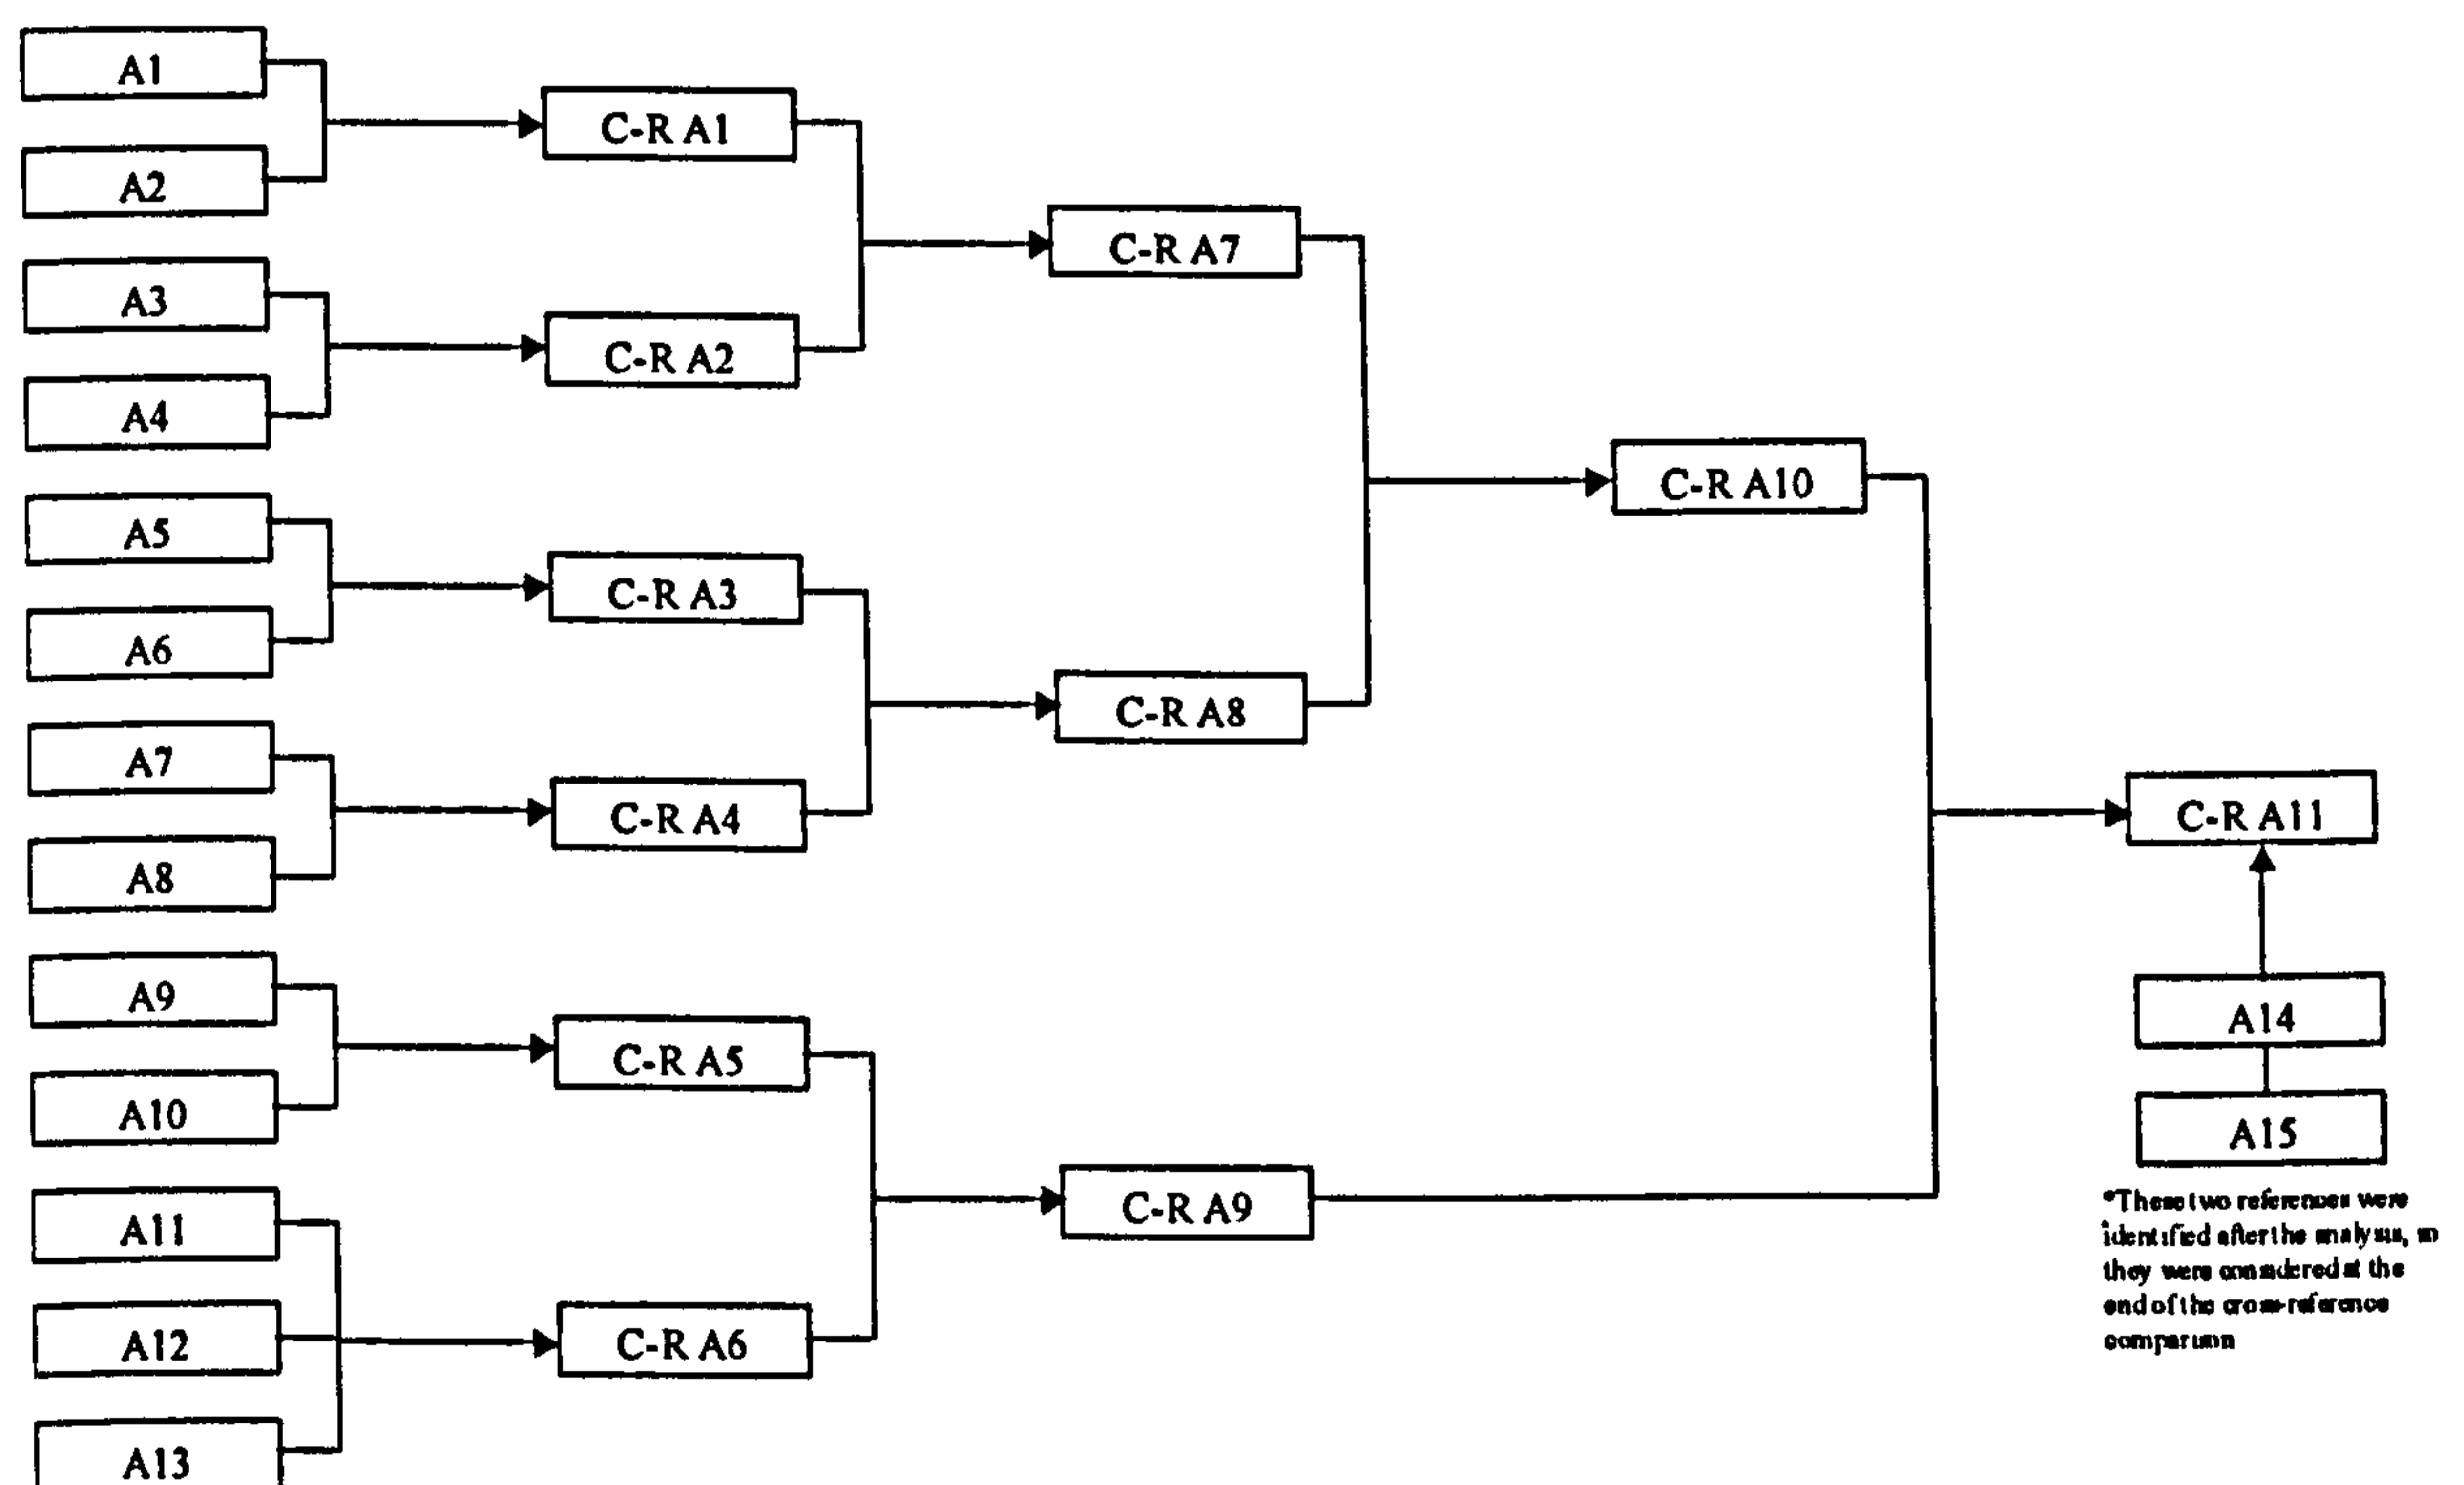 A1
A2
A3
A4
A5
A6
A7
A8
A9
A10
A11
A12
A13
C-R A1
C-R A2
C-R A3
C-R A4
C-R A5
C-R A6
C-R A7
C-R A8
C-R A9
C-R A10
C-R A11
A14
A15
*These two references were
identified after the analysis, so
they were considered at the
end of the cross-reference
comparison